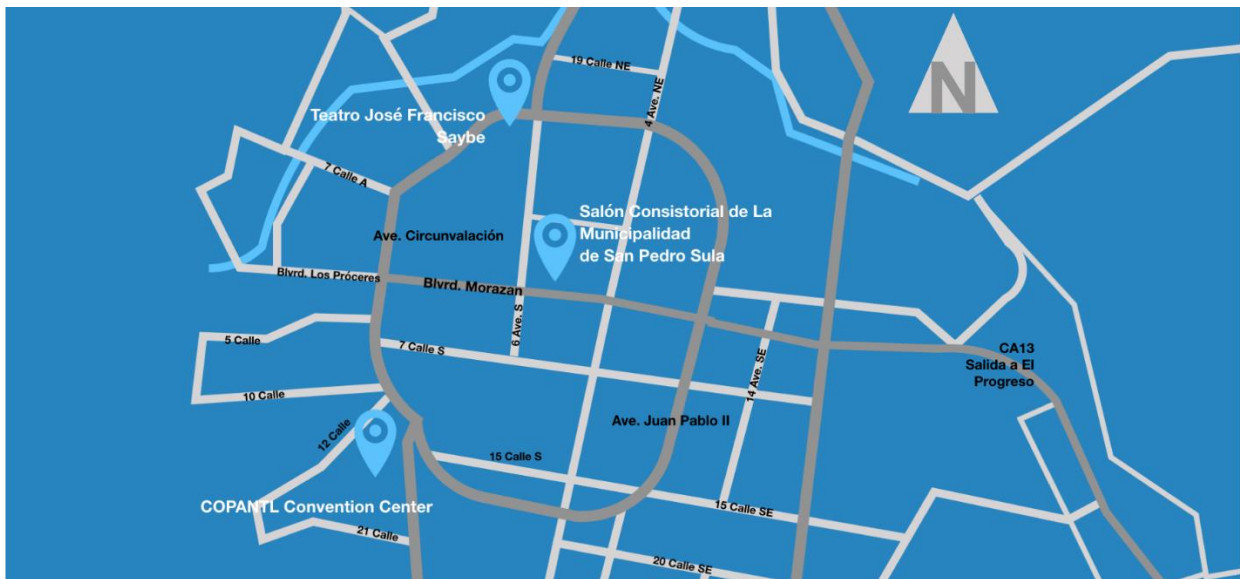 19 Calle NE
4 Ave. NE
N
Teatro José Francisco
Saybe
7 Calle A
Salón Consistorial de La
Municipalidad
de San Pedro Sula
Ave. Circunvalación
Blvrd. Los Próceres
Blvrd. Morazan
6 Ave. S
5 Calle
7 Calle S
CA13
Salida a El
Progreso
14 Ave. SE
10 Calle
Ave. Juan Pablo II
12 Calle
15 Calle S
COPANTL Convention Center
15 Calle SE
21 Calle
20 Calle SE